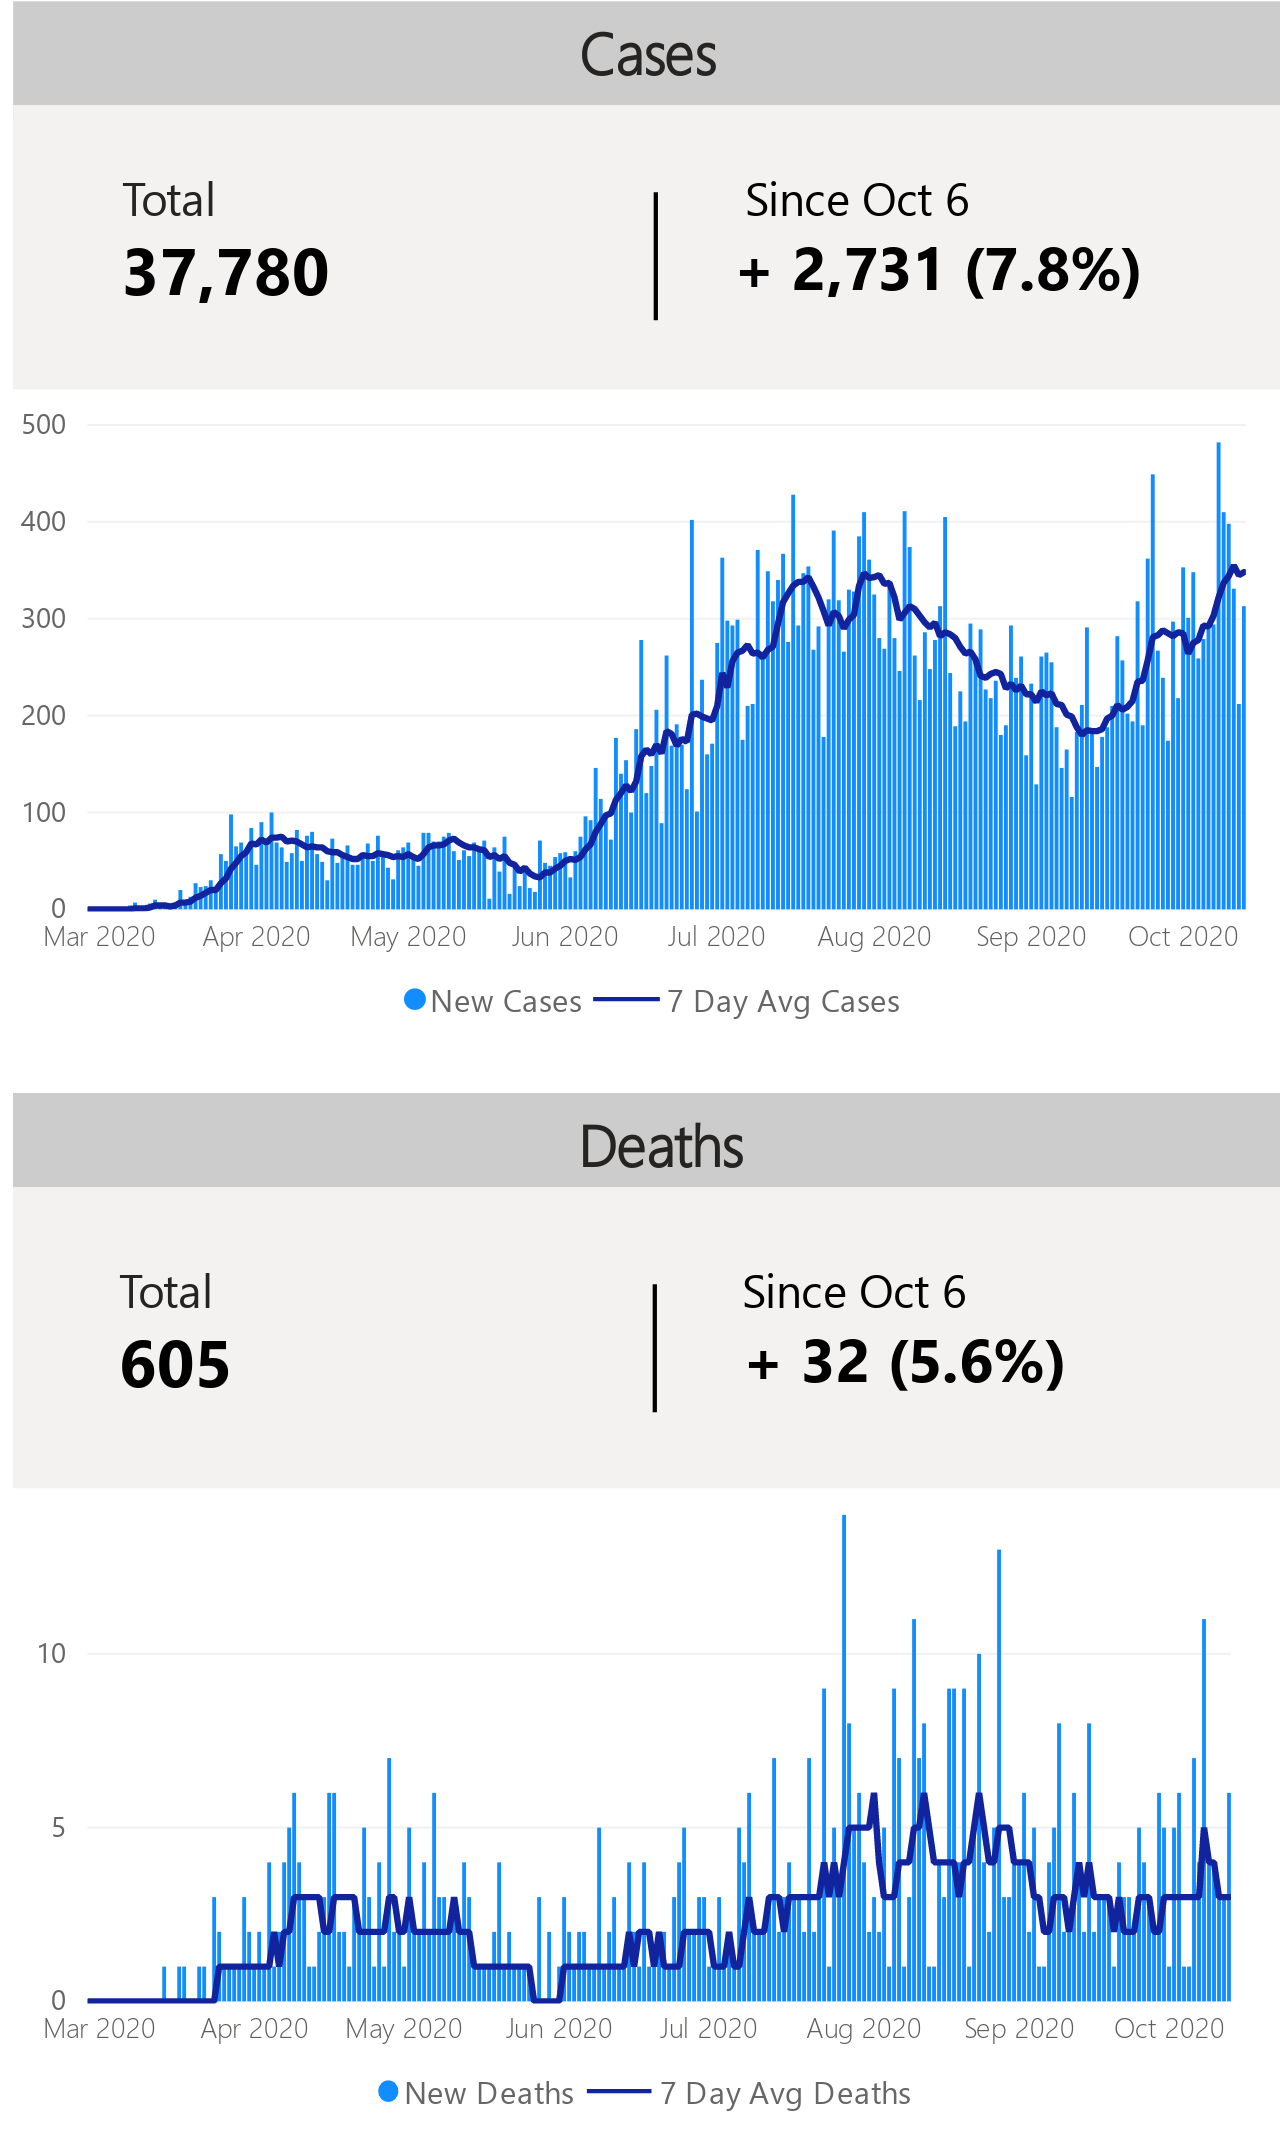 Cases
Total
Since Oct 6
37,780
+ 2,731 (7.8%)
500
400
300
200
100
0
Mar 2020 Apr 2020 May 2020 Jun 2020 Jul 2020 Aug 2020 Sep 2020 Oct 2020
New Cases 7 Day Avg Cases
Deaths
Total
Since Oct 6
605
+ 32 (5.6%)
10
5
0
Mar 2020 Apr 2020 May 2020 Jun 2020 Jul 2020 Aug 2020 Sep 2020 Oct 2020
New Deaths 7 Day Avg Deaths